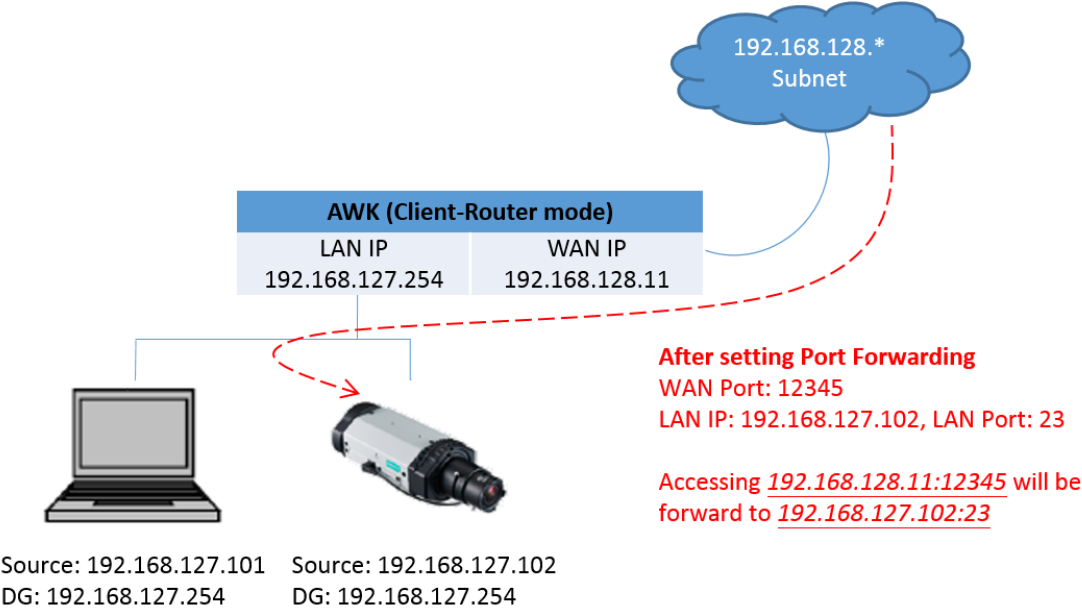 192.168.128.*
Subnet
AWK (Client-Router mode)
LAN IP
192.168.127.254
WAN IP
192.168.128.11
After setting Port Forwarding
WAN Port: 12345
LAN IP: 192.168.127.102, LAN Port: 23
Accessing 192.168.128.11:12345 will be
forward to 192.168.127.102:23
Source: 192.168.127.101
DG: 192.168.127.254
Source: 192.168.127.102
DG: 192.168.127.254